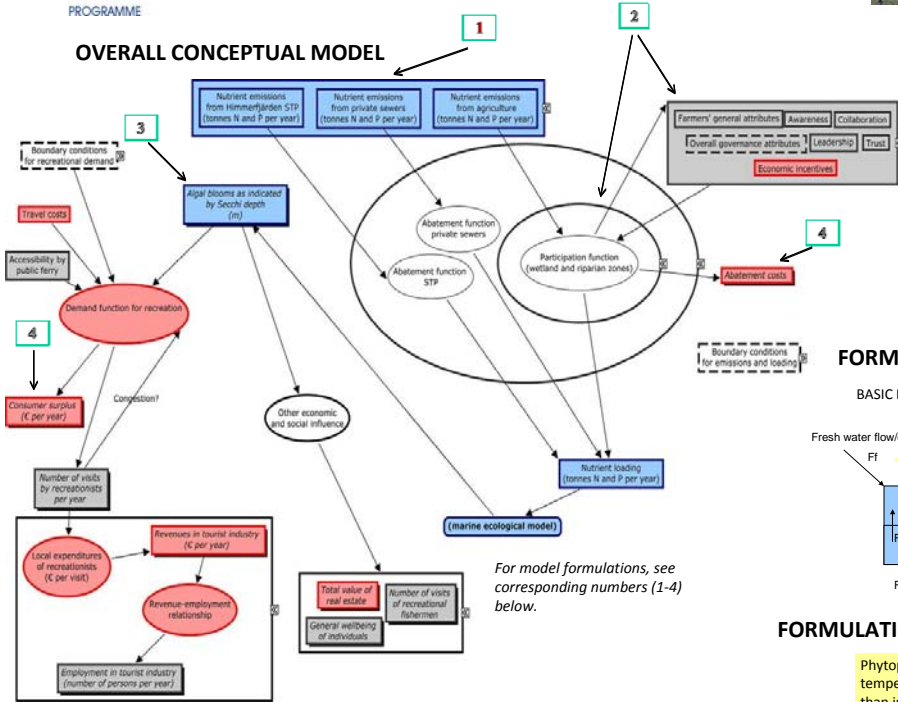 PROGRAMME
OVERALL CONCEPTUAL MODEL
1
2
Nutrient emissions
from Himmerfjärden STP
(tonnes N and P per year)
Nutrient emissions
from private sewers
(tonnes N and P per year)
Nutrient emissions
from agriculture
(tonnes N and P per year)
Farmers' general attributes
Awareness
Collaboration
Overall governance attributes
Leadership
Trust
Economic incentives
3
Boundary conditions
for recreational demand
Algal blooms as indicated
by Secchi depth
(m)
Travel costs
Accessibility by
public ferry
Abatement function
private sewers
Abatement function
STP
Participation function
(wetland and riparian zones)
4
Abatement costs
Demand function for recreation
4
Boundary conditions
for emissions and loading
FORM
BASIC
Consumer surplus
(€ per year)
Congestion?
Other economic
and social influence
Fresh water flow/
Ff
Number of visits
by recreationists
per year
Nutrient loading
(tonnes N and P per year)
(marine ecological model)
Local expenditures
of recreationists
(€ per visit)
Revenues in tourist industry
(€ per year)
Revenue-employment
relationship
Employment in tourist industry
(number of persons per year)
Total value of
real estate
Number of visits
of recreational
fishermen
General wellbeing
of individuals
For model formulations, see
corresponding numbers (1-4)
below.
FORMULATI
Phytop
tempe
than i